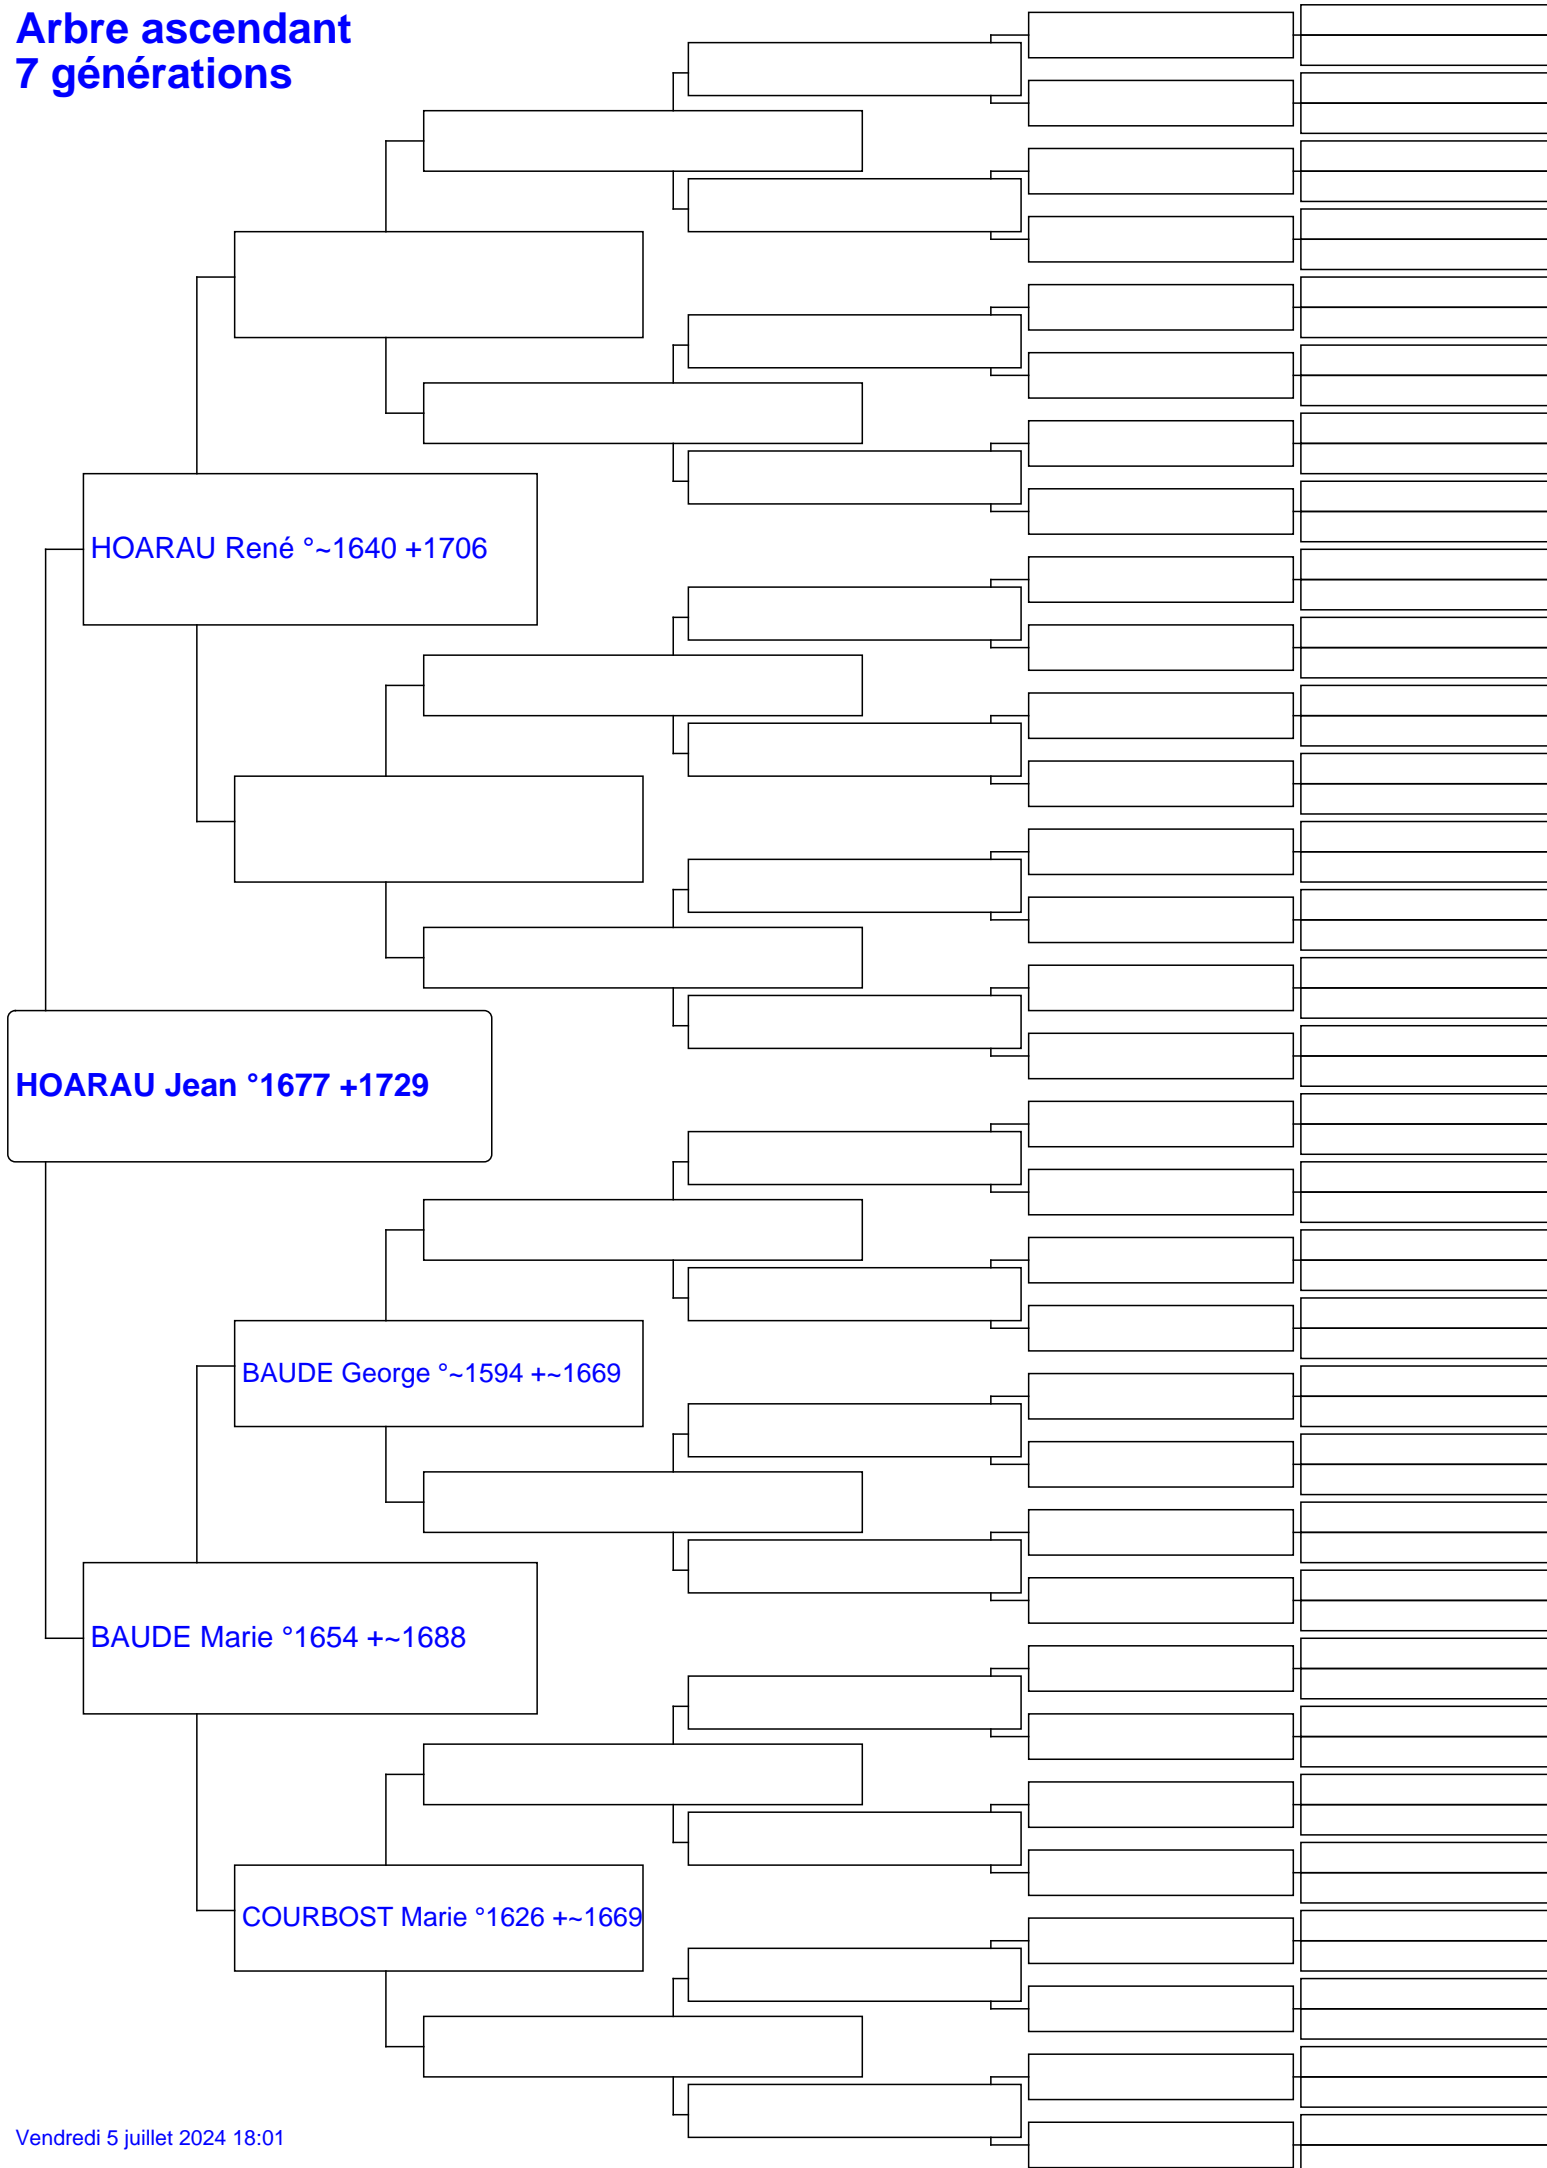 Arbre ascendant
7 générations
HOARAU René °~1640 +1706
HOARAU Jean °1677 +1729
BAUDE George °~1594 +~1669
BAUDE Marie °1654 +~1688
COURBOST Marie °1626 +~1669
Vendredi 5 juillet 2024 18:01